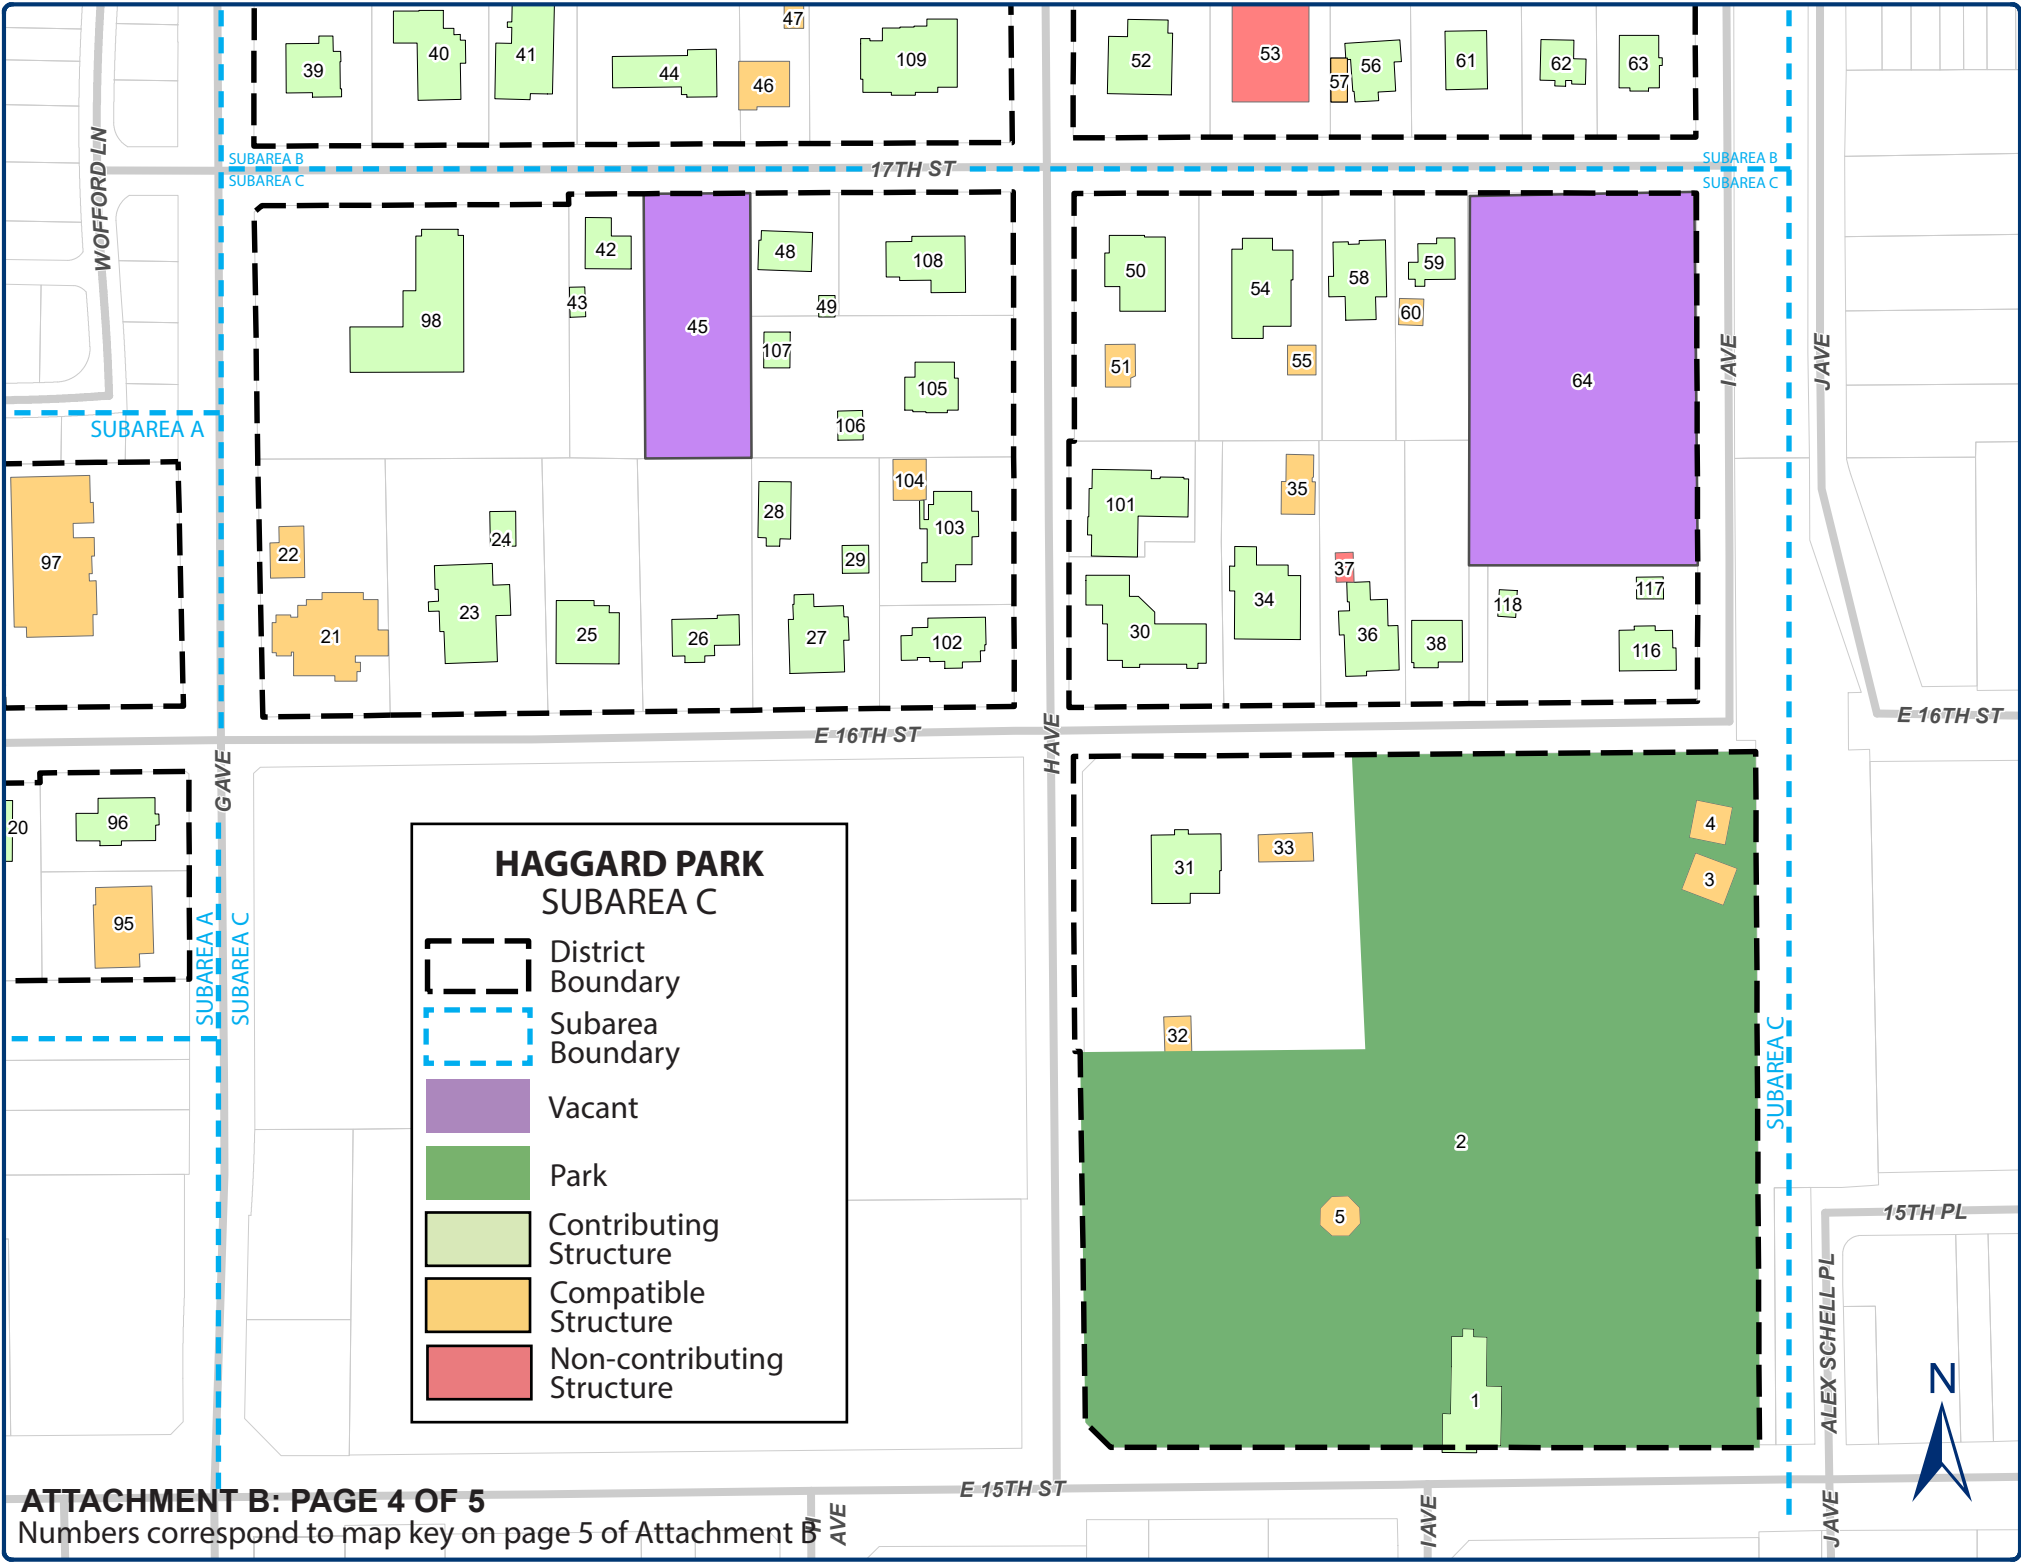 47
39
40
41
44
46
109
52
53
57
56
61
62
63
WOFFORD LN
SUBAREA B
SUBAREA C
17TH ST
SUBAREA B
SUBAREA C
98
42
43
45
48
49
108
107
105
106
50
51
54
55
58
59
60
64
I AVE
J AVE
SUBAREA A
97
22
21
24
23
25
26
28
27
29
104
103
102
101
30
35
34
37
36
38
118
117
116
E 16TH ST
E 16TH ST
G AVE
H AVE
20
96
95
SUBAREA A
SUBAREA C
31
33
32
4
3
2
5
1
SUBAREA C
15TH PL
ALEX SCHELL PL
HAGGARD PARK
SUBAREA C
District
Boundary
Subarea
Boundary
Vacant
Park
Contributing
Structure
Compatible
Structure
Non-contributing
Structure
N
E 15TH ST
H
AVE
I AVE
J AVE
ATTACHMENT B: PAGE 4 OF 5
Numbers correspond to map key on page 5 of Attachment B